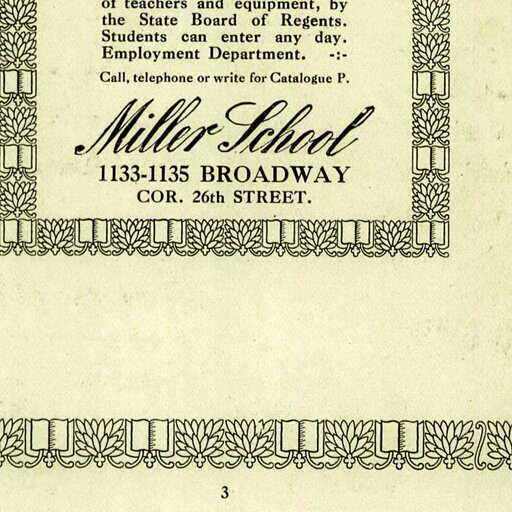 of teachers and equipment, by
the State Board of Regents.
Students can enter any day.
Employment Department. -:-
Call, telephone or write for Catalogue P.
Miller School
1133-1135 BROADWAY
COR. 26th STREET.
3